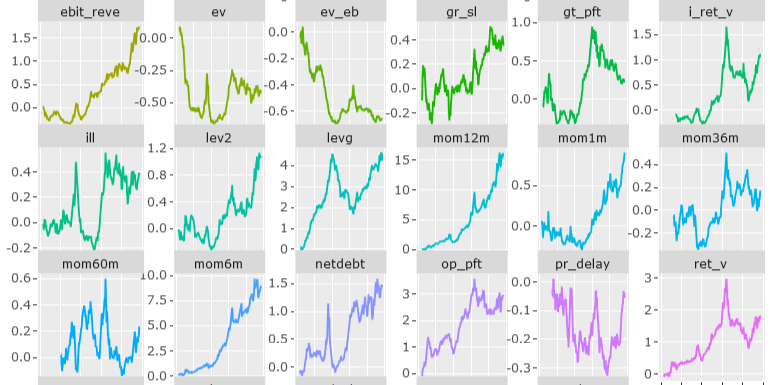 ebit_reve ev ev_eb gr_sl gt_pft i_ret_v
1.5 0.00 0.0 0.4 1.0 1.5
1.0 -0.25 -0.2 0.2 0.5 1.0
0.5 -0.50 -0.4 0.0 0.0 0.5
0.0 -0.6 -0.2 0.0
ill lev2 levg mom12m mom1m mom36m
0.4 1.2 4 15 0.5 0.4
0.2 0.8 3 10 0.0 0.2
0.0 0.4 2 5 0.0
-0.2 0.0 1 0 -0.2
0
mom60m mom6m netdebt op_pft pr_delay ret_v
0.6 10.0 1.5 3 0.0 3
0.4 7.5 1.0 2 -0.1 2
0.2 5.0 0.5 1 -0.2 1
0.0 2.5 0.0 0 -0.3 0
0.0